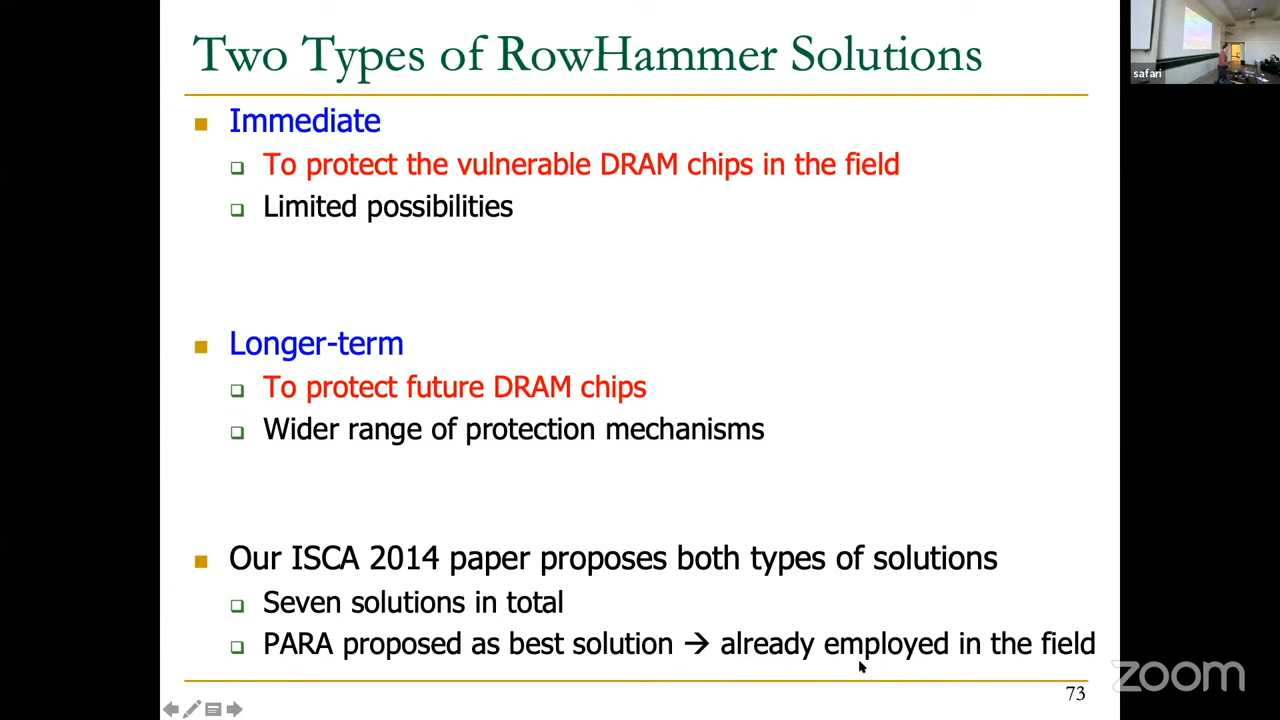 Two Types of RowHammer Solutions
safari
Immediate
To protect the vulnerable DRAM chips in the field
Limited possibilities
Longer-term
To protect future DRAM chips
Wider range of protection mechanisms
Our ISCA 2014 paper proposes both types of solutions
Seven solutions in total
PARA proposed as best solution → already employed in the field
73
zoom